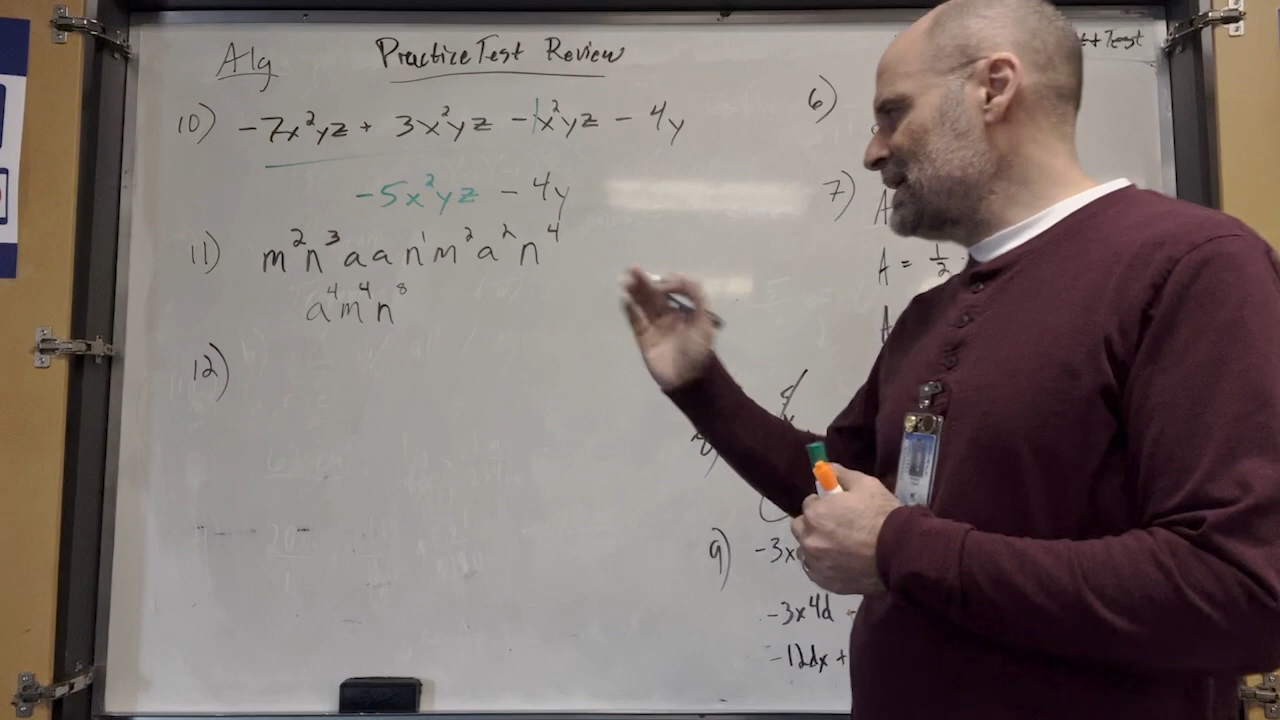 Alg
Practice Test Review
10) -7x²yz + 3x²yz - 1x²yz - 4y
-5x²yz - 4y
11) m²n³aan¹m²a²n⁴
a⁴m⁴n⁸
12)
Test
6)
7) A
A = 1/2
A
9) -3x
-3x4d
-12dx +